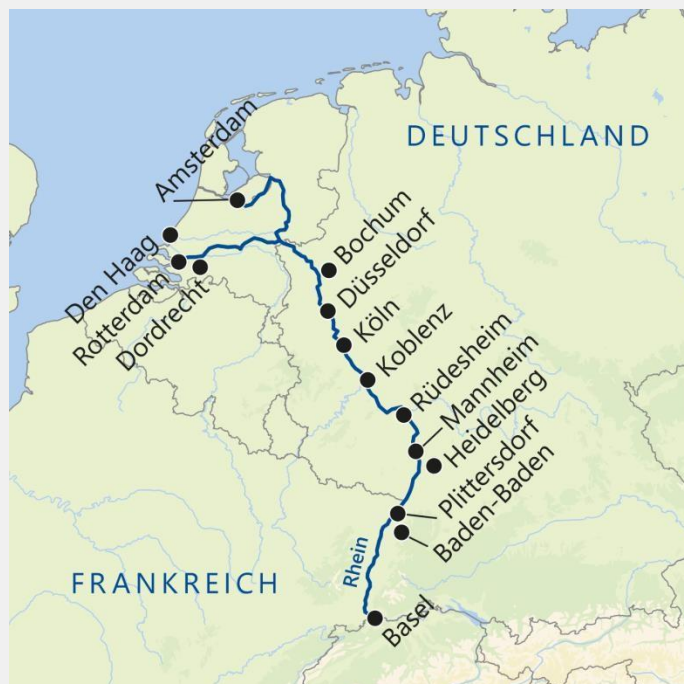 Amsterdam
DEUTSCHLAND
Den Haag
Rotterdam
Dordrecht
Bochum
Düsseldorf
Köln
Koblenz
Rüdesheim
Mannheim
Heidelberg
Plittersdorf
Baden-Baden
Rhein
FRANKREICH
Basel